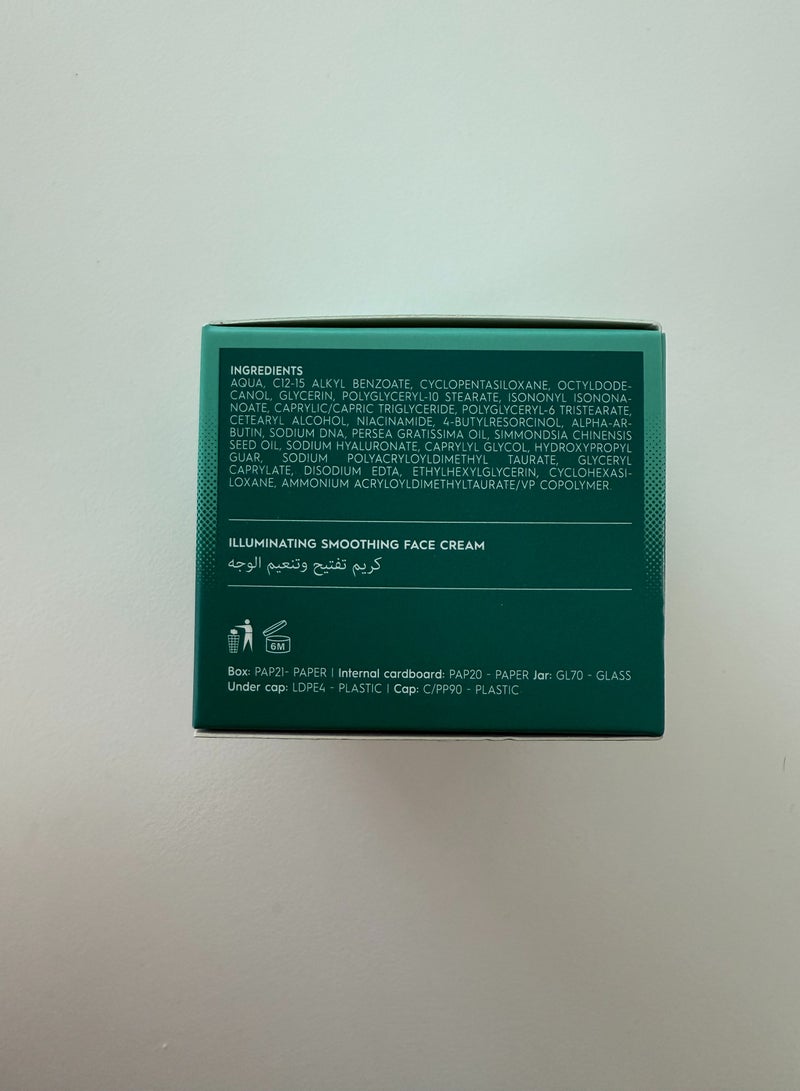 INGREDIENTS
AQUA, C12-15 ALKYL BENZOATE, CYCLOPENTASILOXANE, OCTYLDODE-
CANOL, GLYCERIN, POLYGLYCERYL-10 STEARATE, ISONONYL ISONONA-
NOATE, CAPRYLIC/CAPRIC TRIGLYCERIDE, POLYGLYCERYL-6 TRISTEARATE,
CETEARYL ALCOHOL, NIACINAMIDE, 4-BUTYLRESORCINOL, ALPHA-AR-
BUTIN, SODIUM DNA, PERSEA GRATISSIMA OIL, SIMMONDSIA CHINENSIS
SEED OIL, SODIUM HYALURONATE, CAPRYLYL GLYCOL, HYDROXYPROPYL
GUAR, SODIUM POLYACRYLOYLDIMETHYL TAURATE, GLYCERYL
CAPRYLATE, DISODIUM EDTA, ETHYLHEXYLGLYCERIN, CYCLOHEXASI-
LOXANE, AMMONIUM ACRYLOYLDIMETHYLTAURATE/VP COPOLYMER.
ILLUMINATING SMOOTHING FACE CREAM
كريم تفتيح وتنعيم الوجه
6M
Box: PAP21- PAPER | Internal cardboard: PAP20 - PAPER Jar: GL70 - GLASS
Under cap: LDPE4 - PLASTIC | Cap: C/PP90 - PLASTIC